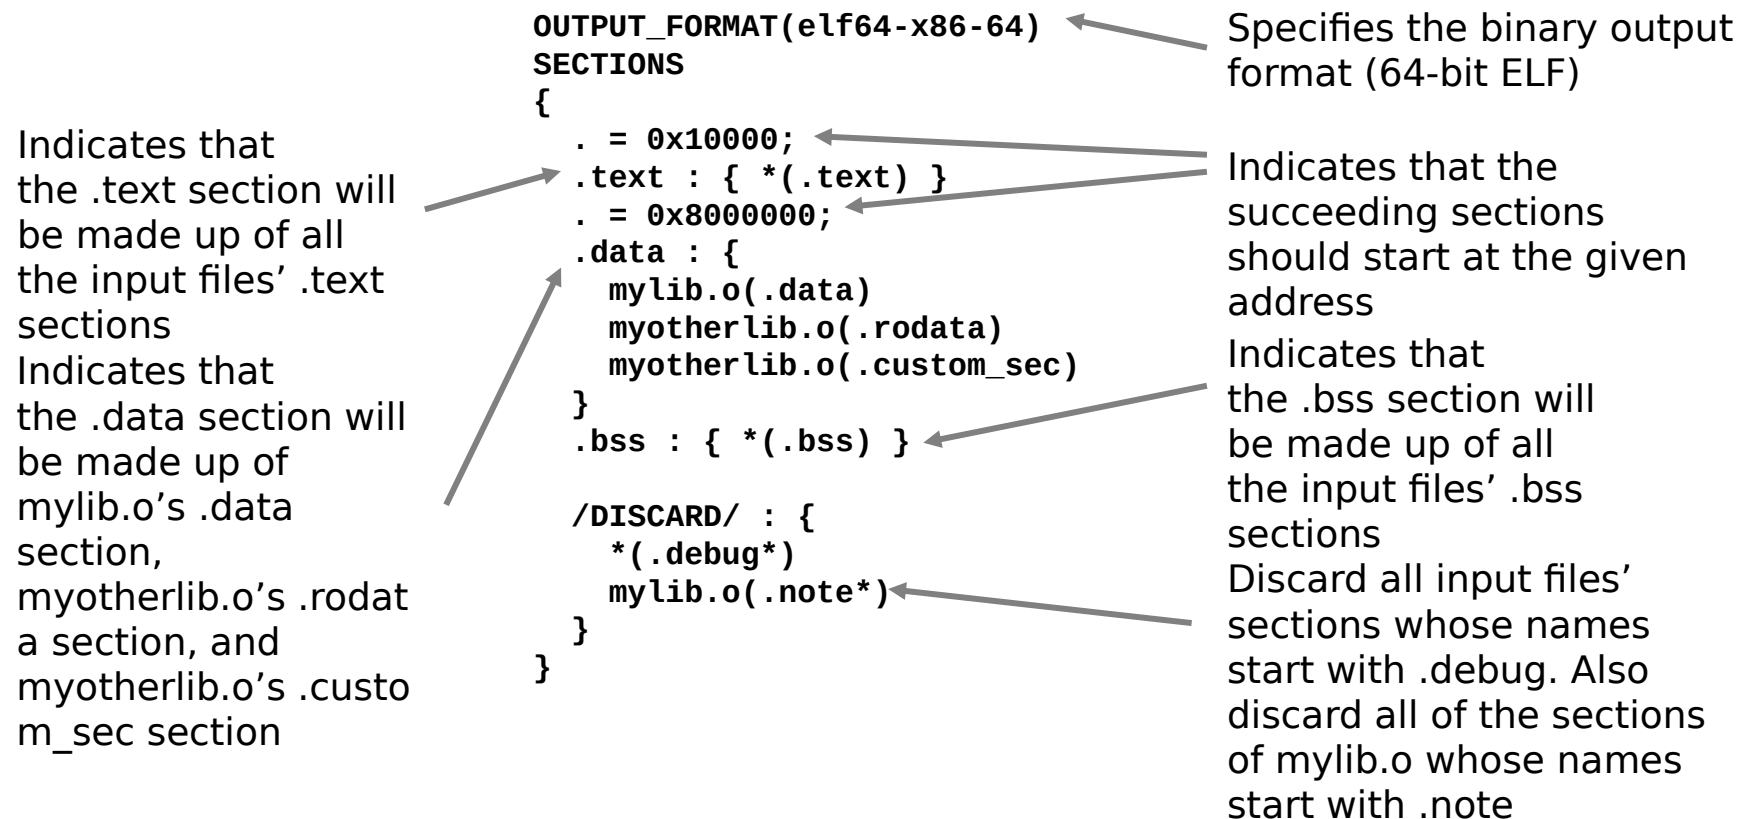 OUTPUT_FORMAT(elf64-x86-64)
SECTIONS
{
  . = 0x10000;
  .text : { *(.text) }
  . = 0x8000000;
  .data : {
    mylib.o(.data)
    myotherlib.o(.rodata)
    myotherlib.o(.custom_sec)
  }
  .bss : { *(.bss) }
  /DISCARD/ : {
    *(.debug*)
    mylib.o(.note*)
  }
}
Indicates that
the .text section will
be made up of all
the input files’ .text
sections
Indicates that
the .data section will
be made up of
mylib.o’s .data
section,
myotherlib.o’s .rodat
a section, and
myotherlib.o’s .custo
m_sec section
Specifies the binary output
format (64-bit ELF)
Indicates that the
succeeding sections
should start at the given
address
Indicates that
the .bss section will
be made up of all
the input files’ .bss
sections
Discard all input files’
sections whose names
start with .debug. Also
discard all of the sections
of mylib.o whose names
start with .note